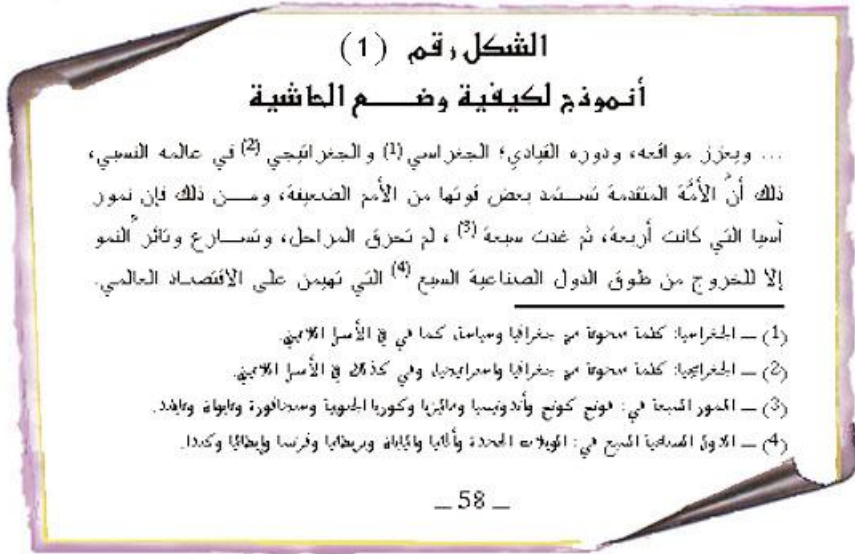 الشكل رقم (1)
أنموذج لكيفية وضع الحاشية
... ويعزز مواقعه، ودوره القيادي؛ الجغراسي (1) والجغراتيجي (2) في عالمه النسبي،
ذلك أنّ الأمّة المتقدمة تستمد بعض قوتها من الأمم الضعيفة، ومن ذلك فإن نمور
آسيا التي كانت أربعة، ثم غدت سبعة (3)، لم تحرق المراحل، وتسارع وتائر النمو
إلا للخروج من طوق الدول الصناعية السبع (4) التي تهيمن على الاقتصاد العالمي.
(1) – الجغراسيا: كلمة منحوتة من جغرافيا وسياسة، كما في في الأصل اللاتيني.
(2) – الجغراتيجيا: كلمة منحوتة من جغرافيا واستراتيجيا، وهي كذلك في الأصل اللاتيني.
(3) – النمور السبعة هي: هونج كونج وأندونيسيا وماليزيا وكوريا الجنوبية وسنغافورة وتايوان وتايلند.
(4) – الدول الصناعية السبع هي: الولايات المتحدة وألمانيا واليابان وبريطانيا وفرنسا وإيطاليا وكندا.
– 58 –